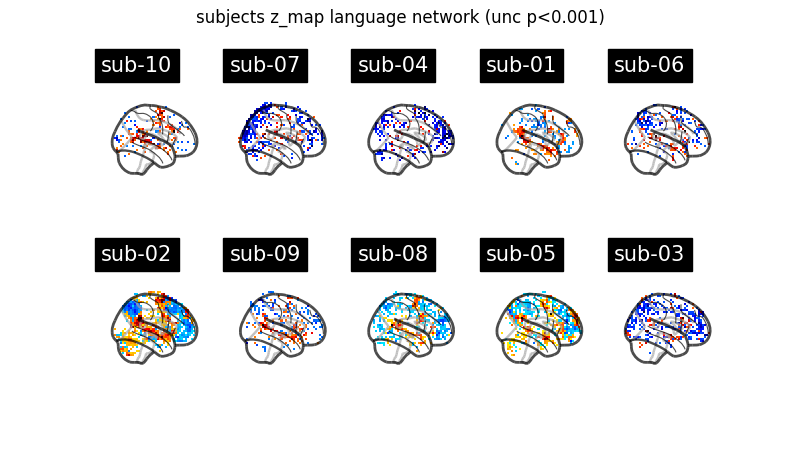 subjects z_map language network (unc p<0.001)
sub-10
sub-07
sub-04
sub-01
sub-06
sub-02
sub-09
sub-08
sub-05
sub-03